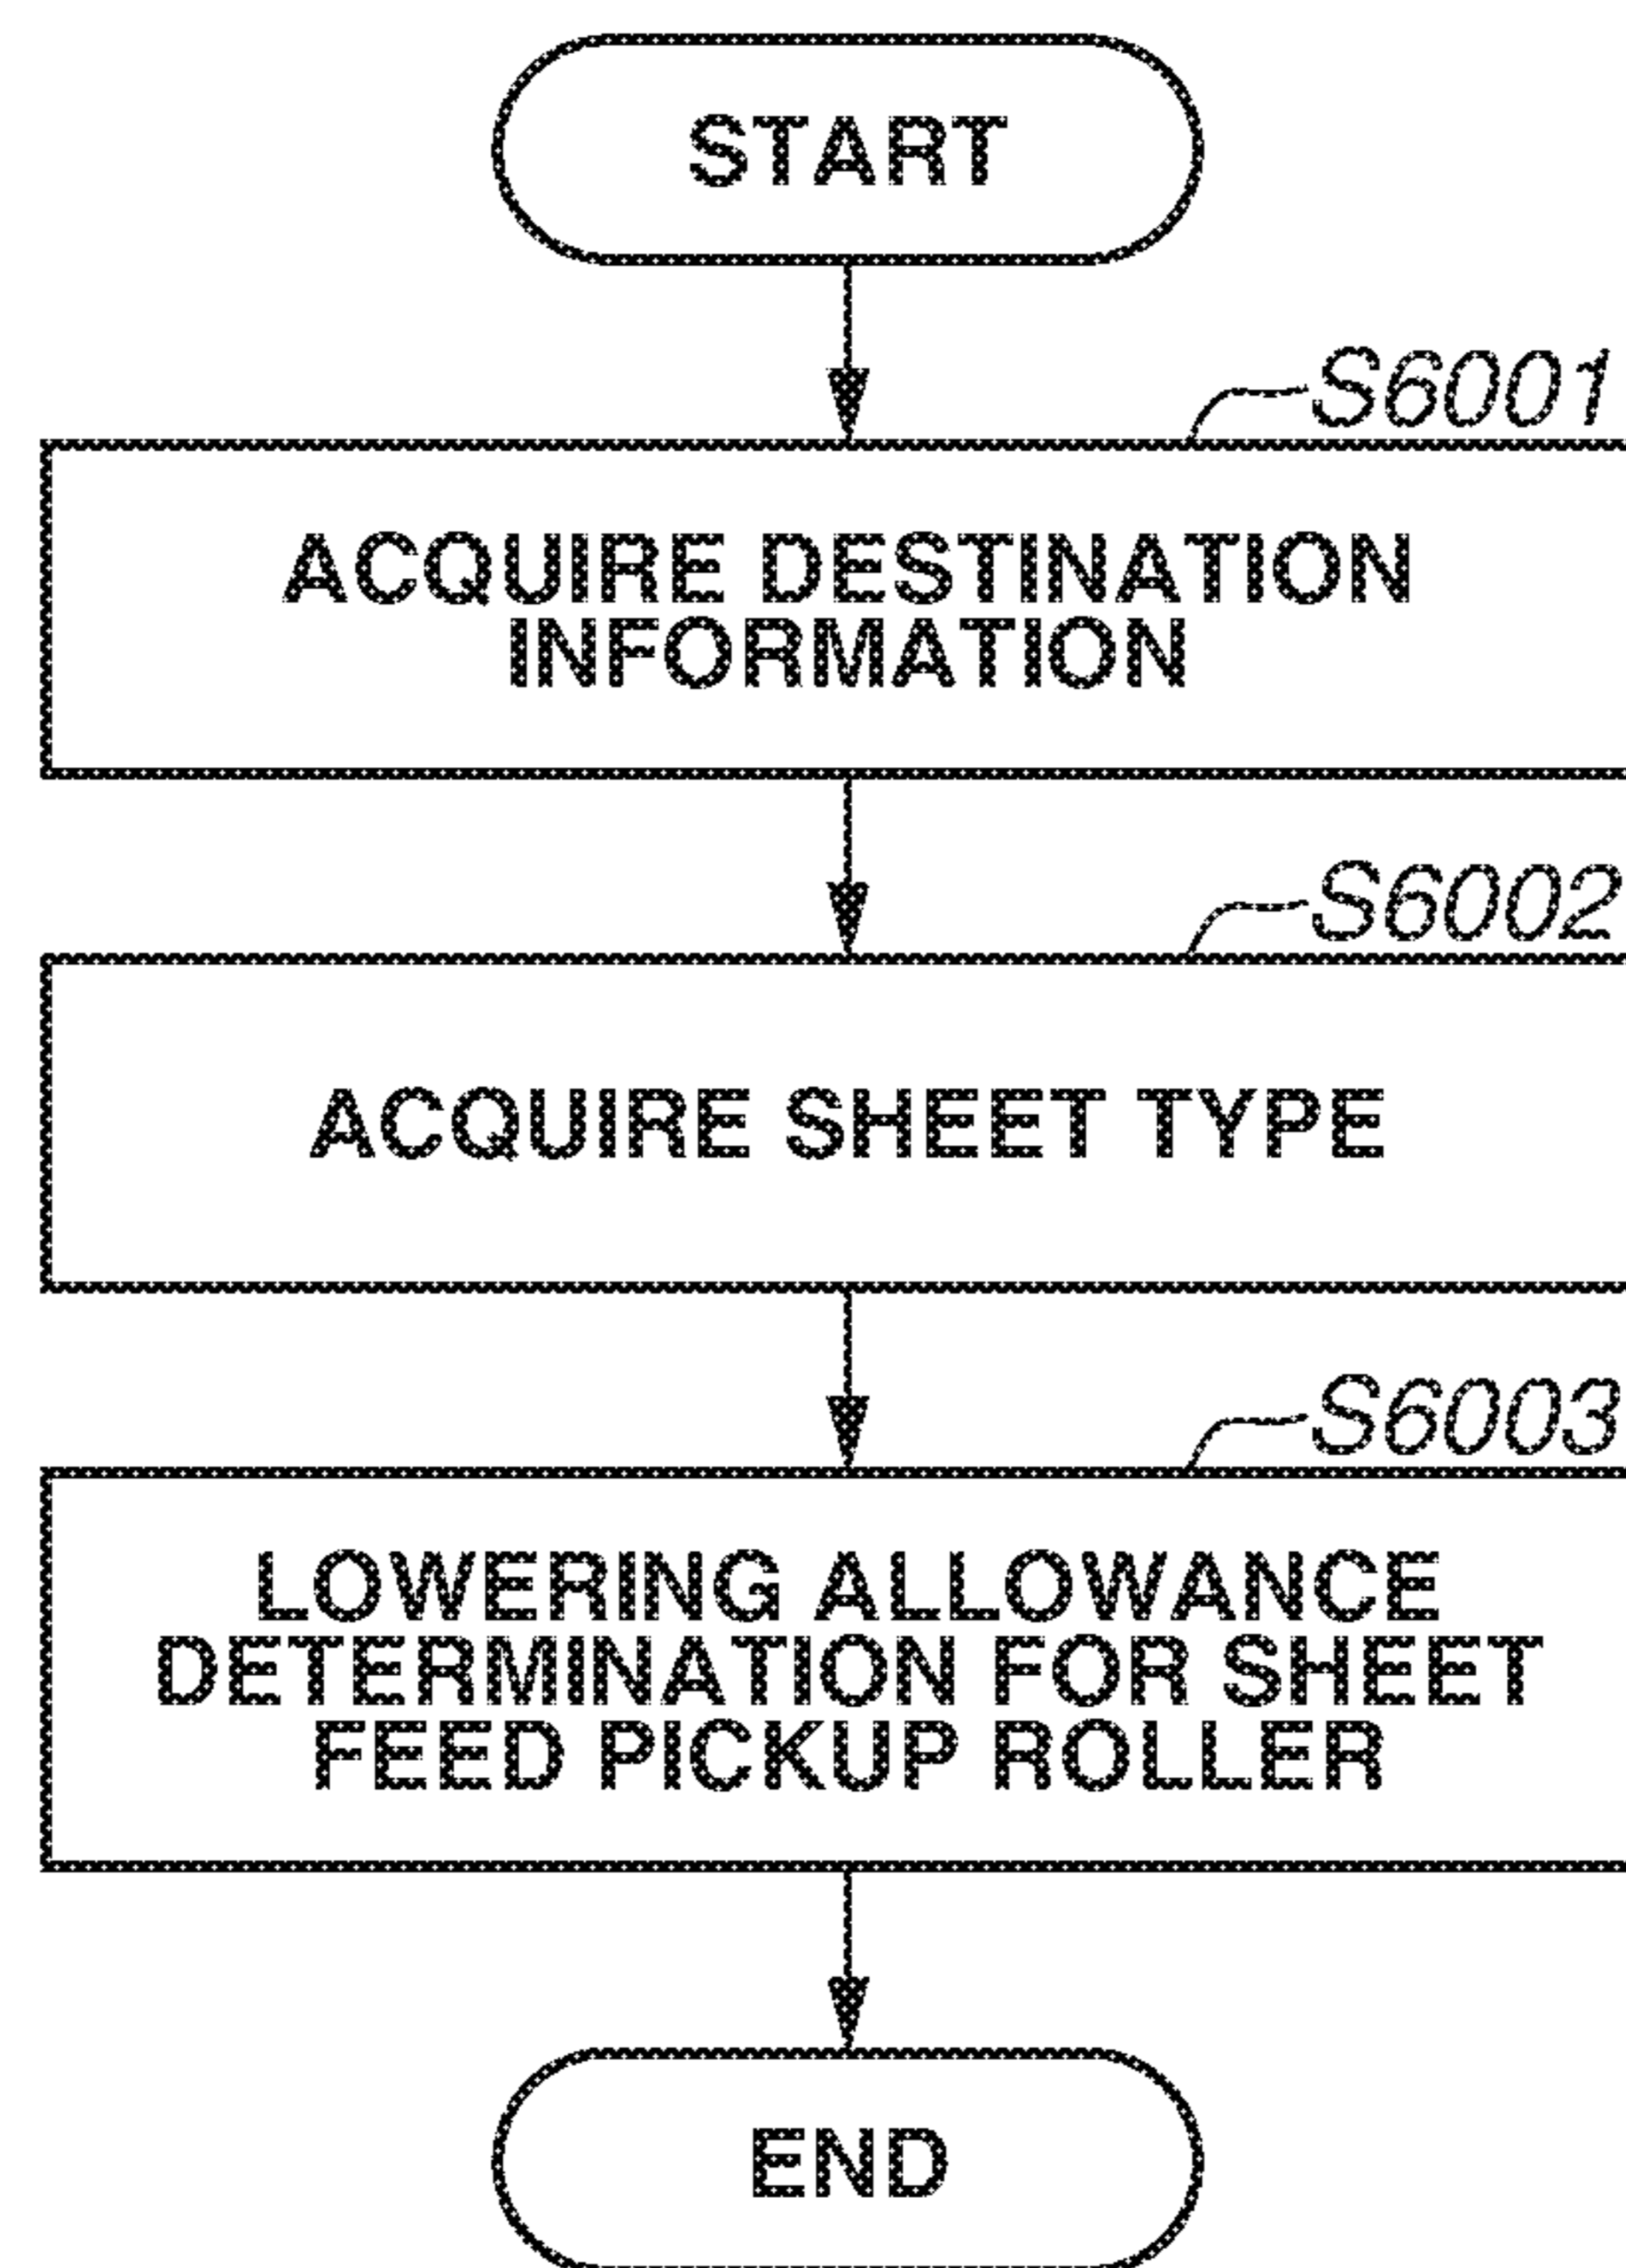 START
S6001
ACQUIRE DESTINATION
INFORMATION
S6002
ACQUIRE SHEET TYPE
S6003
LOWERING ALLOWANCE
DETERMINATION FOR SHEET
FEED PICKUP ROLLER
END